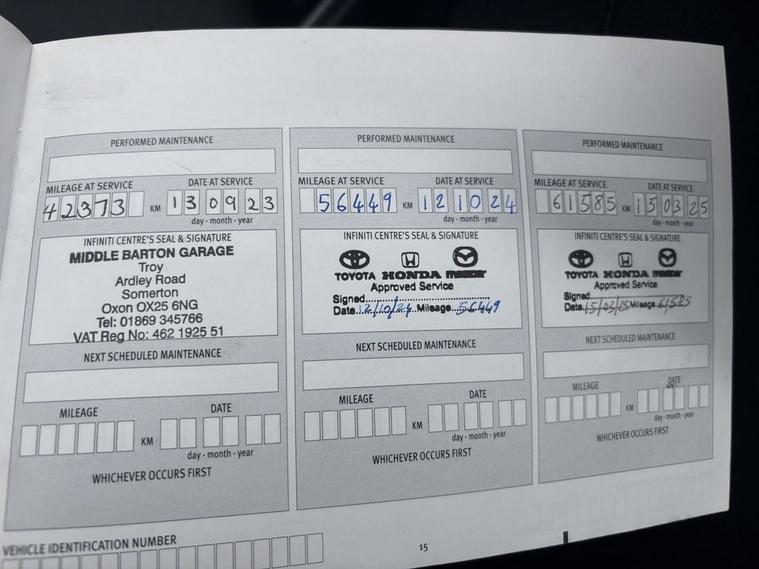 PERFORMED MAINTENANCE
MILEAGE AT SERVICE DATE AT SERVICE
42373 KM 130923
day - month - year
INFINITI CENTRE'S SEAL & SIGNATURE
MIDDLE BARTON GARAGE
Troy
Ardley Road
Somerton
Oxon OX25 6NG
Tel: 01869 345766
VAT Reg No: 462 1925 51
NEXT SCHEDULED MAINTENANCE
MILEAGE DATE
KM
day - month - year
WHICHEVER OCCURS FIRST
PERFORMED MAINTENANCE
MILEAGE AT SERVICE DATE AT SERVICE
56449 KM 121024
day - month - year
INFINITI CENTRE'S SEAL & SIGNATURE
TOYOTA HONDA mazda
Approved Service
Signed
Date 12/10/24 Mileage 56449
NEXT SCHEDULED MAINTENANCE
MILEAGE DATE
KM
day - month - year
WHICHEVER OCCURS FIRST
PERFORMED MAINTENANCE
MILEAGE AT SERVICE DATE AT SERVICE
61585 KM 150325
day - month - year
INFINITI CENTRE'S SEAL & SIGNATURE
TOYOTA HONDA mazda
Approved Service
Signed
Date 15/03/25 Mileage 61585
NEXT SCHEDULED MAINTENANCE
MILEAGE DATE
KM
day - month - year
WHICHEVER OCCURS FIRST
VEHICLE IDENTIFICATION NUMBER
15